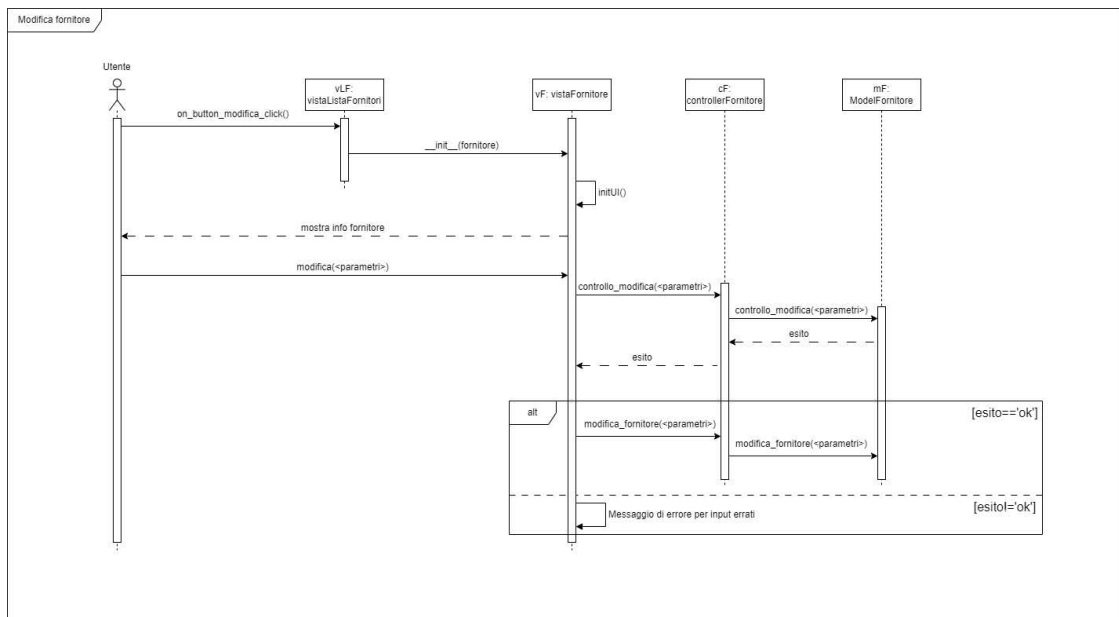 Modifica fornitore
Utente
vLF:
vistaListaFornitori
vF: vistaFornitore
cF:
controllerFornitore
mF:
ModelFornitore
on_button_modifica_click()
__init__(fornitore)
initUI()
mostra info fornitore
modifica(<parametri>)
controllo_modifica(<parametri>)
controllo_modifica(<parametri>)
esito
esito
alt
[esito=='ok']
modifica_fornitore(<parametri>)
modifica_fornitore(<parametri>)
[esito!='ok']
Messaggio di errore per input errati